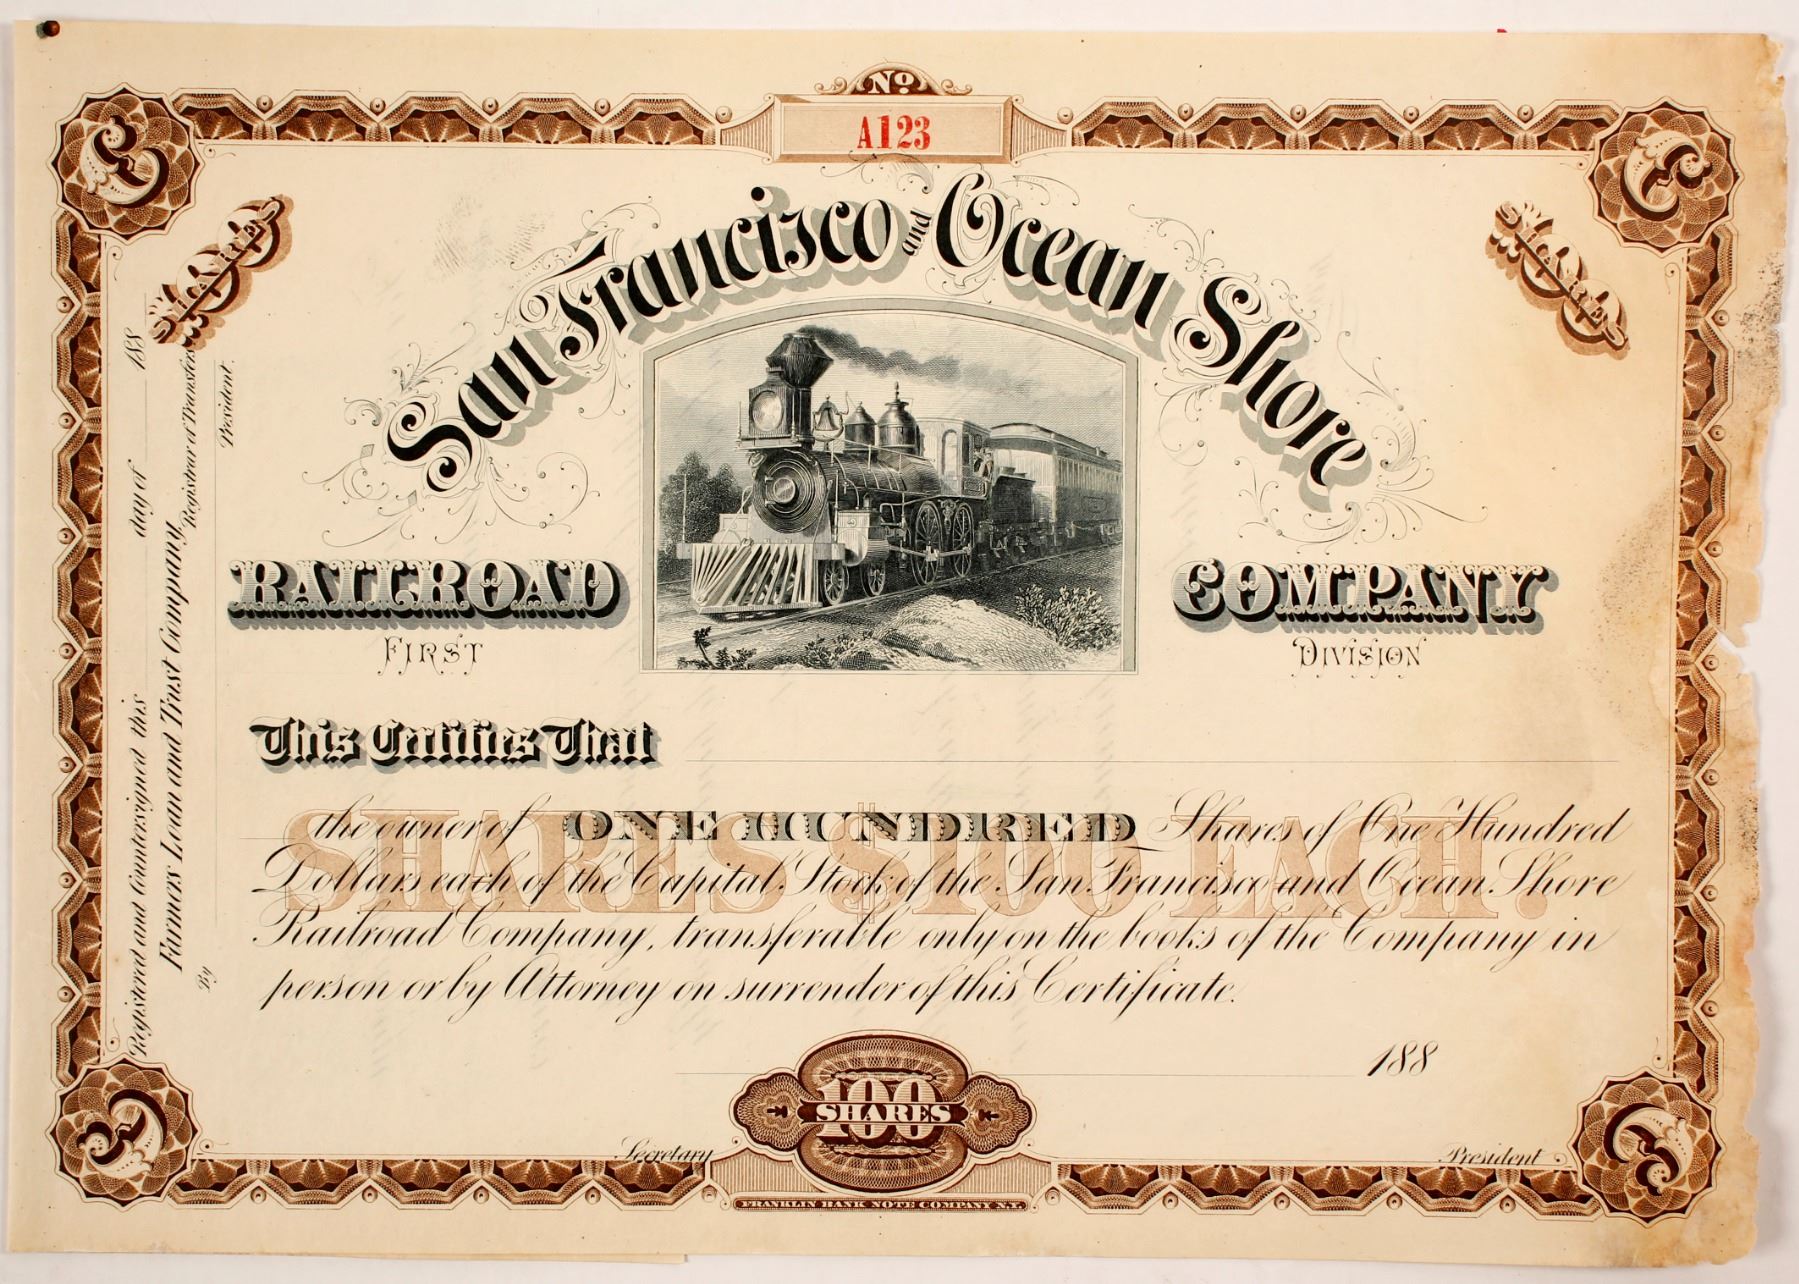 No
A123
San Francisco and Ocean Shore
RAILROAD COMPANY
FIRST DIVISION
SHARES
SHARES
This Certifies That
the owner of ONE HUNDRED Shares of One Hundred
Dollars each of the Capital Stock of the San Francisco and Ocean Shore
Railroad Company, transferable only on the books of the Company in
person or by Attorney on surrender of this Certificate.
SHARES $100 EACH.
188
100
SHARES
Secretary
President
FRANKLIN BANK NOTE COMPANY N.Y.
Registered and Countersigned this day of 188
Farmers Loan and Trust Company,
Registrar of Transfers
By President.